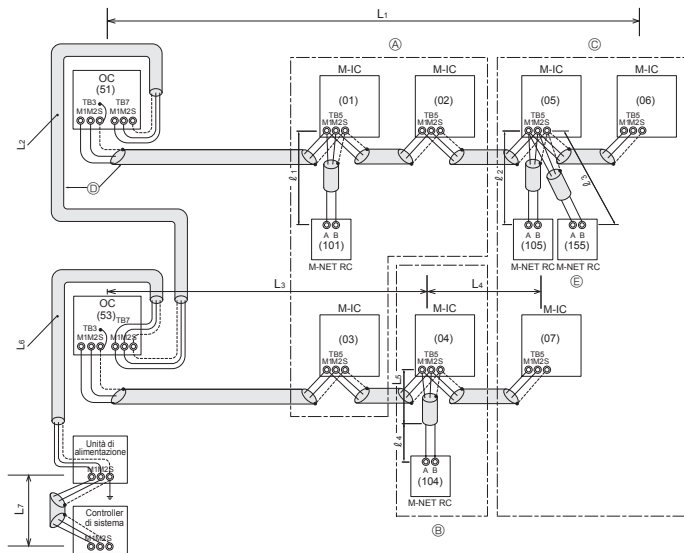 L1
Ⓐ
Ⓒ
OC
(51)
TB3
TB7
M1M2S
M1M2S
M-IC
(01)
TB5
M1M2S
M-IC
(02)
TB5
M1M2S
M-IC
(05)
TB5
M1M2S
M-IC
(06)
TB5
M1M2S
L2
Ⓓ
ℓ1
ℓ2
ℓ3
A B
(101)
M-NET RC
A B
(105)
M-NET RC
A B
(155)
M-NET RC
Ⓔ
L3
L4
OC
(53)
TB3
TB7
M1M2S
M1M2S
M-IC
(03)
TB5
M1M2S
M-IC
(04)
TB5
M1M2S
M-IC
(07)
TB5
M1M2S
L6
L5
ℓ4
A B
(104)
M-NET RC
Ⓑ
Unità di
alimentazione
M1M2S
L7
Controller
di sistema
M1M2S